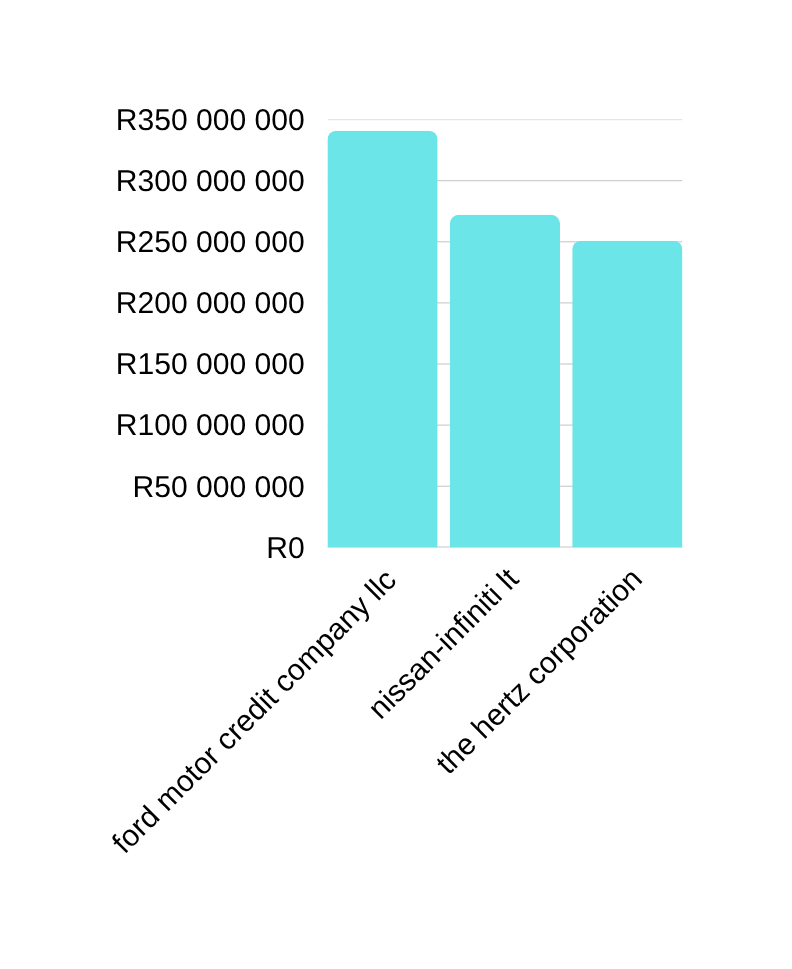 R350 000 000
R300 000 000
R250 000 000
R200 000 000
R150 000 000
R100 000 000
R50 000 000
R0
ford motor credit company llc
nissan-infiniti lt
the hertz corporation